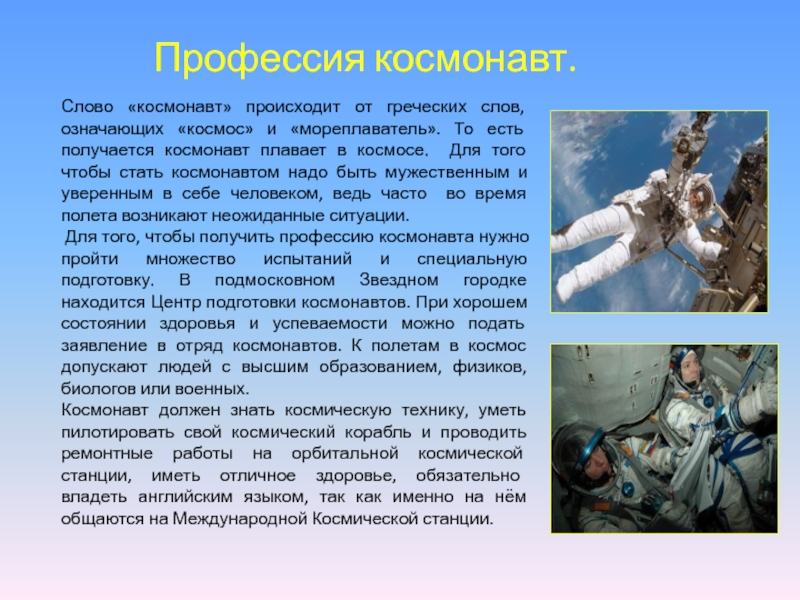 Профессия космонавт.
Слово «космонавт» происходит от греческих слов,
означающих «космос» и «мореплаватель». То есть
получается космонавт плавает в космосе. Для того
чтобы стать космонавтом надо быть мужественным и
уверенным в себе человеком, ведь часто во время
полета возникают неожиданные ситуации.
Для того, чтобы получить профессию космонавта нужно
пройти множество испытаний и специальную
подготовку. В подмосковном Звездном городке
находится Центр подготовки космонавтов. При хорошем
состоянии здоровья и успеваемости можно подать
заявление в отряд космонавтов. К полетам в космос
допускают людей с высшим образованием, физиков,
биологов или военных.
Космонавт должен знать космическую технику, уметь
пилотировать свой космический корабль и проводить
ремонтные работы на орбитальной космической
станции, иметь отличное здоровье, обязательно
владеть английским языком, так как именно на нём
общаются на Международной Космической станции.